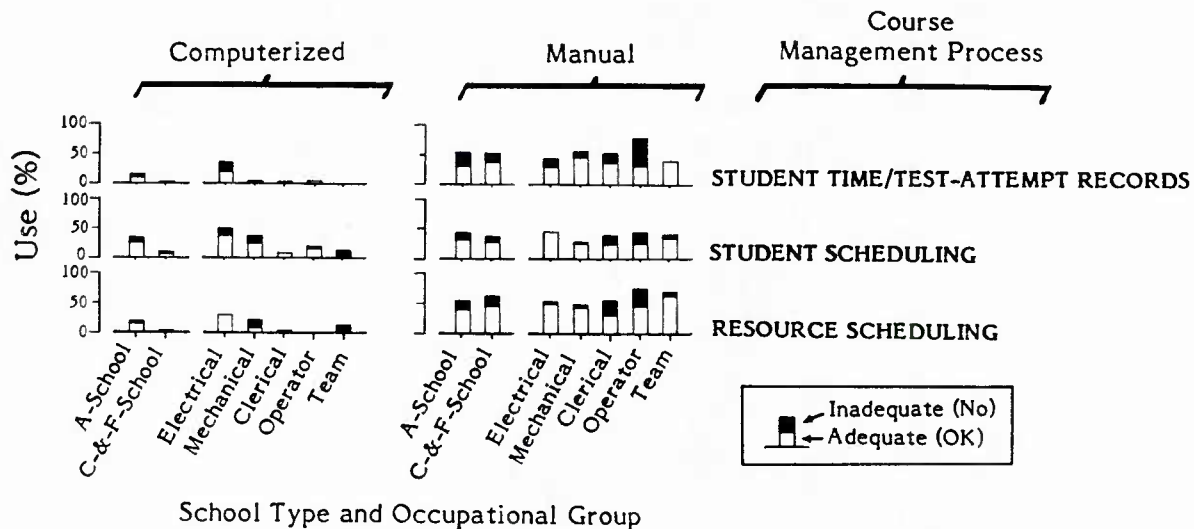 Computerized
Manual
Course
Management Process
Use (%)
100
50
0
STUDENT TIME/TEST-ATTEMPT RECORDS
100
50
0
STUDENT SCHEDULING
100
50
0
RESOURCE SCHEDULING
A-School
C-&-F-School
Electrical
Mechanical
Clerical
Operator
Team
A-School
C-&-F-School
Electrical
Mechanical
Clerical
Operator
Team
Inadequate (No)
Adequate (OK)
School Type and Occupational Group